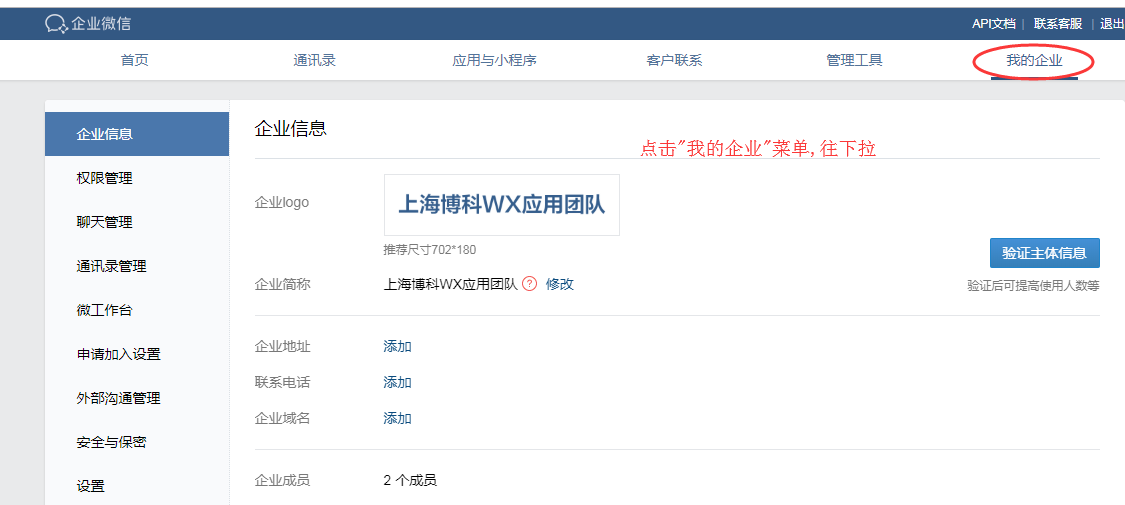 企业微信
API文档 | 联系客服 | 退出
首页 通讯录 应用与小程序 客户联系 管理工具 我的企业
企业信息
权限管理
聊天管理
通讯录管理
微工作台
申请加入设置
外部沟通管理
安全与保密
设置
企业信息
点击"我的企业"菜单,往下拉
企业logo
上海博科WX应用团队
推荐尺寸702*180
验证主体信息
验证后可提高使用人数等
企业简称 上海博科WX应用团队 ? 修改
企业地址 添加
联系电话 添加
企业域名 添加
企业成员 2 个成员